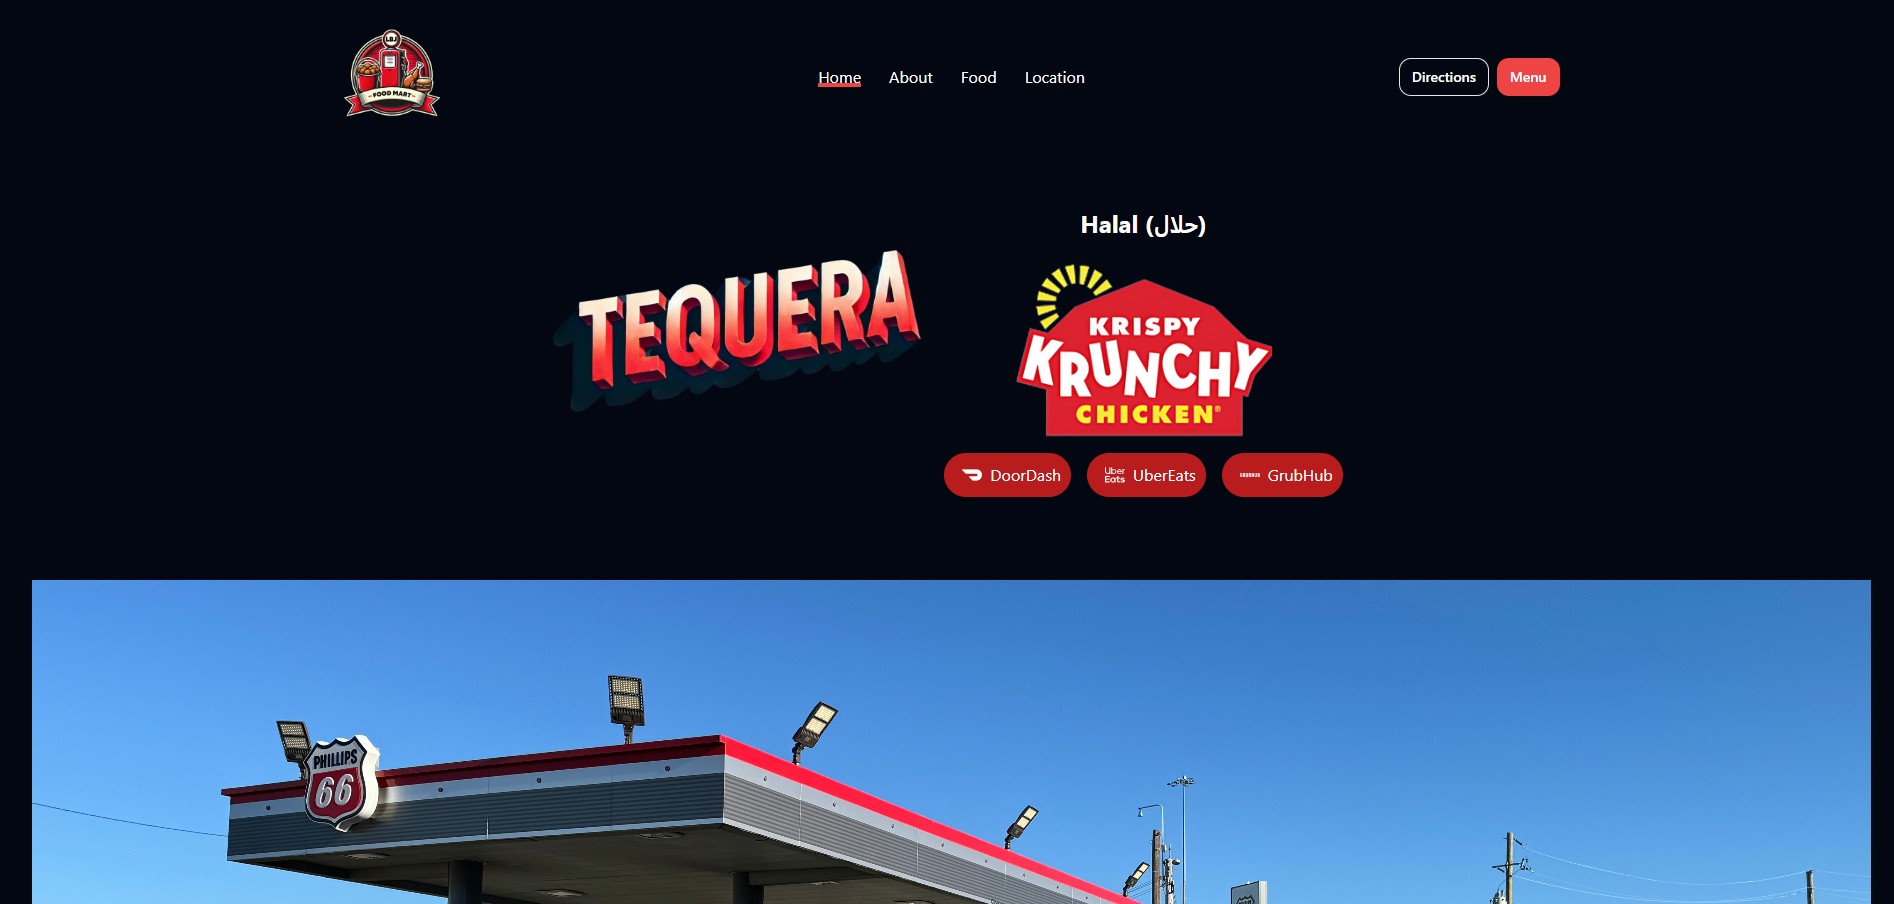 LBJ
FOOD MART
Home
About
Food
Location
Directions
Menu
TEQUERA
Halal (حلال)
KRISPY
KRUNCHY
CHICKEN®
DoorDash
Uber
Eats
UberEats
GrubHub
PHILLIPS
66